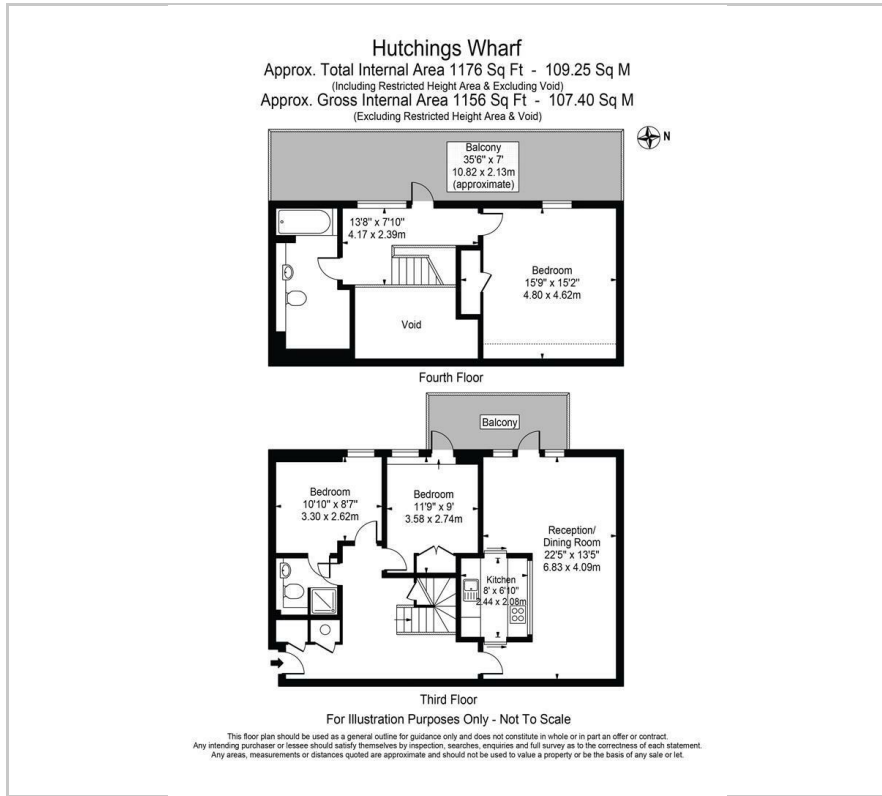 Hutchings Wharf
Approx. Total Internal Area 1176 Sq Ft - 109.25 Sq M
(Including Restricted Height Area & Excluding Void)
Approx. Gross Internal Area 1156 Sq Ft - 107.40 Sq M
(Excluding Restricted Height Area & Void)
N
Balcony
35'6" x 7'
10.82 x 2.13m
(approximate)
13'8" x 7'10"
4.17 x 2.39m
Bedroom
15'9" x 15'2"
4.80 x 4.62m
Void
Fourth Floor
Balcony
Bedroom
10'10" x 8'7"
3.30 x 2.62m
Bedroom
11'9" x 9'
3.58 x 2.74m
Reception/
Dining Room
22'5" x 13'5"
6.83 x 4.09m
Kitchen
8' x 6'10"
2.44 x 2.08m
Third Floor
For Illustration Purposes Only - Not To Scale
This floor plan should be used as a general outline for guidance only and does not constitute in whole or in part an offer or contract.
Any intending purchaser or lessee should satisfy themselves by inspection, searches, enquiries and full survey as to the correctness of each statement.
Any areas, measurements or distances quoted are approximate and should not be used to value a property or be the basis of any sale or let.